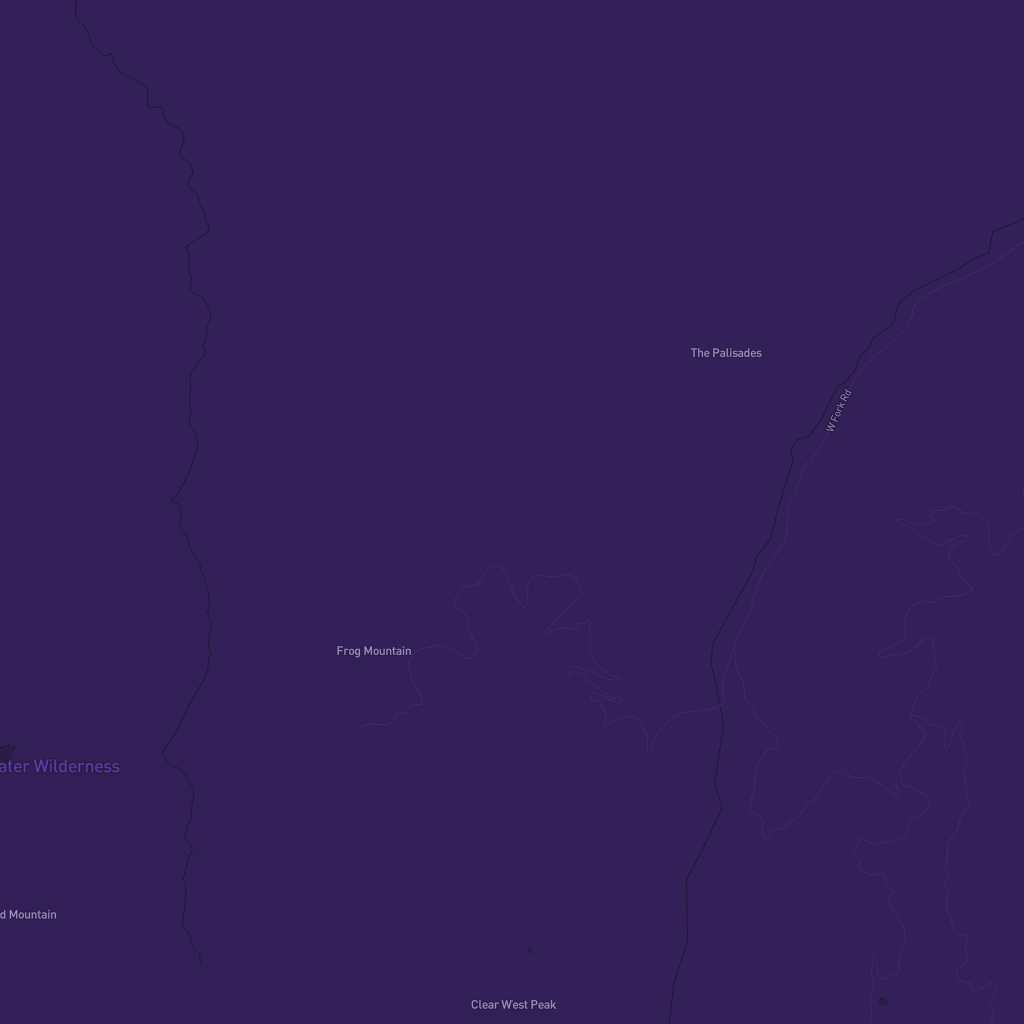 The Palisades
W Fork Rd
Frog Mountain
ater Wilderness
d Mountain
Clear West Peak